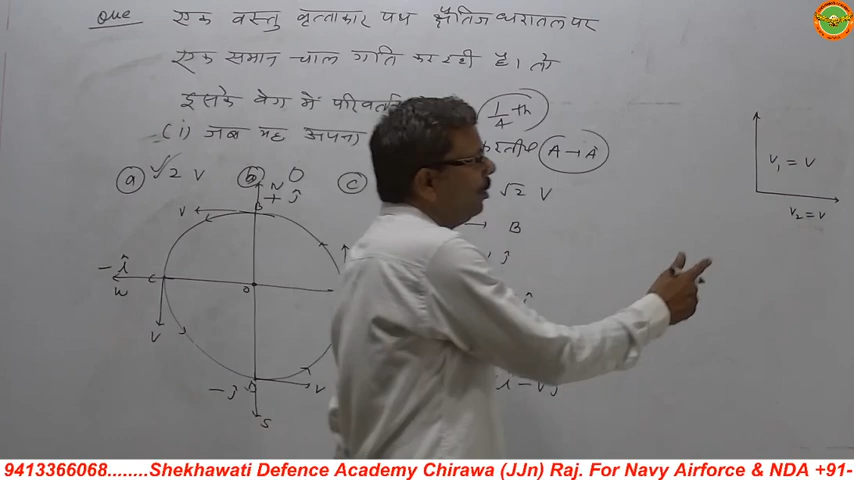 Que एक वस्तु वृत्ताकार पथ क्षैतिज धरातल पर
एक समान चाल गति कर रही है। तो
इसके वेग में परिवर्तन 1/4 th
(i) जब यह अपना करती है A → A
(a) √2 V (b) 0 (c) √2 V
N
+ ĵ
B
V
→ B
ĵ
- î
W
C
O
V
- ĵ
D
V
S
î - Vĵ
V₁ = V
V₂ = V
9413366068........Shekhawati Defence Academy Chirawa (JJn) Raj. For Navy Airforce & NDA +91-